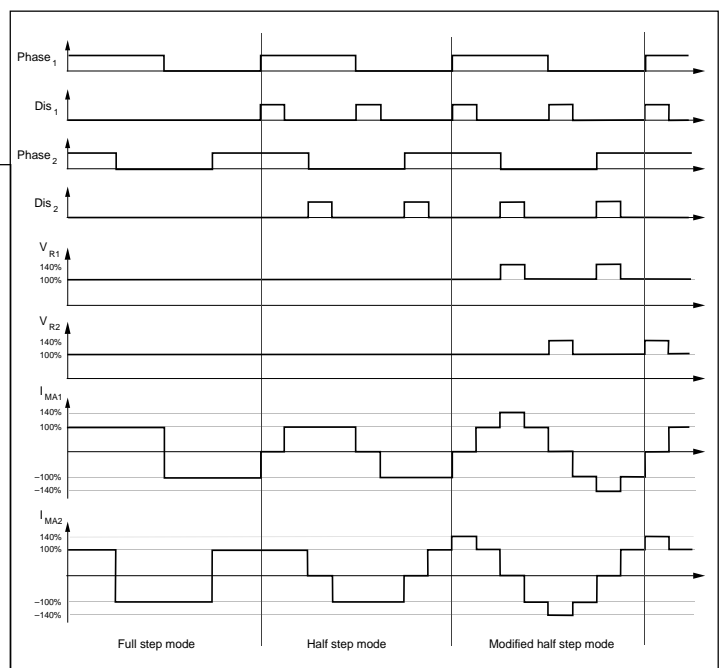 Phase 1
Dis 1
Phase 2
Dis 2
V R1
140%
100%
V R2
140%
100%
I MA1
140%
100%
–100%
–140%
I MA2
140%
100%
–100%
–140%
Full step mode Half step mode Modified half step mode